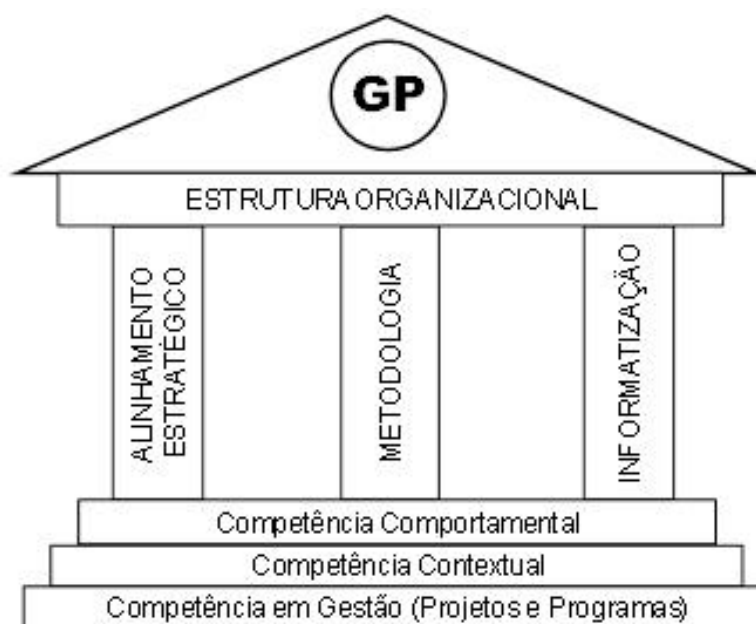 GP
ESTRUTURA ORGANIZACIONAL
ALINHAMENTO
ESTRATÉGICO
METODOLOGIA
INFORMATIZAÇÃO
Competência Comportamental
Competência Contextual
Competência em Gestão (Projetos e Programas)